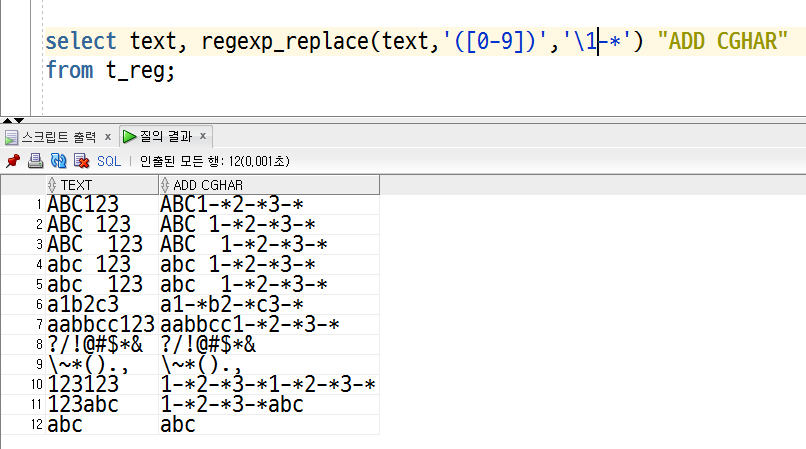 select text, regexp_replace(text,'([0-9])','\1-*') "ADD CGHAR"
from t_reg;
스크립트 출력 × 질의 결과 ×
SQL | 인출된 모든 행: 12(0,001초)
TEXT ADD CGHAR
1 ABC123 ABC1-*2-*3-*
2 ABC 123 ABC 1-*2-*3-*
3 ABC  123 ABC  1-*2-*3-*
4 abc 123 abc 1-*2-*3-*
5 abc  123 abc  1-*2-*3-*
6 a1b2c3 a1-*b2-*c3-*
7 aabbcc123 aabbcc1-*2-*3-*
8 ?/!@#$*& ?/!@#$*&
9 \~*()., \~*().,
10 123123 1-*2-*3-*1-*2-*3-*
11 123abc 1-*2-*3-*abc
12 abc abc